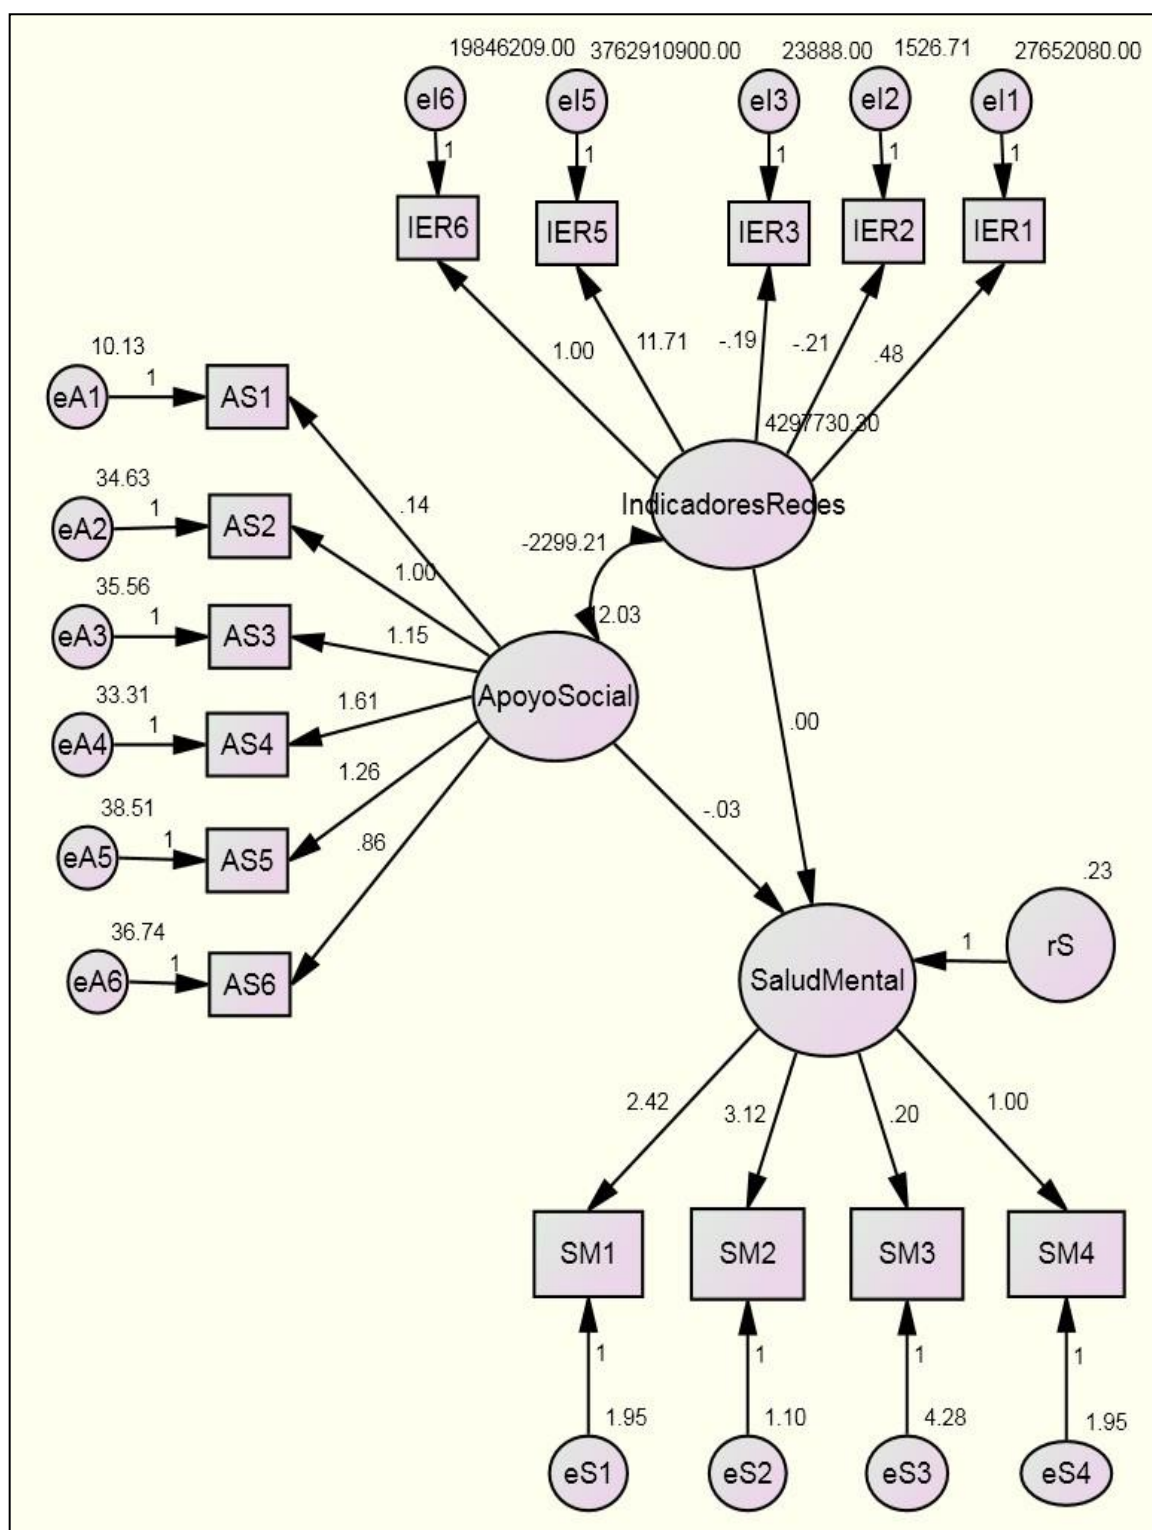 19846209.00 3762910900.00 23888.00 1526.71 27652080.00
eI6 eI5 eI3 eI2 eI1
1 1 1 1 1
IER6 IER5 IER3 IER2 IER1
1.00 11.71 -.19 -.21 .48
4297730.30
IndicadoresRedes
10.13
eA1 1 AS1
.14
34.63
eA2 1 AS2
1.00
35.56
eA3 1 AS3
1.15
33.31
eA4 1 AS4
1.61
38.51
eA5 1 AS5
1.26
36.74
eA6 1 AS6
.86
-2299.21
ApoyoSocial
.00
-.03
.23
rS
1
SaludMental
2.42 3.12 .20 1.00
SM1 SM2 SM3 SM4
1 1 1 1
1.95 1.10 4.28 1.95
eS1 eS2 eS3 eS4